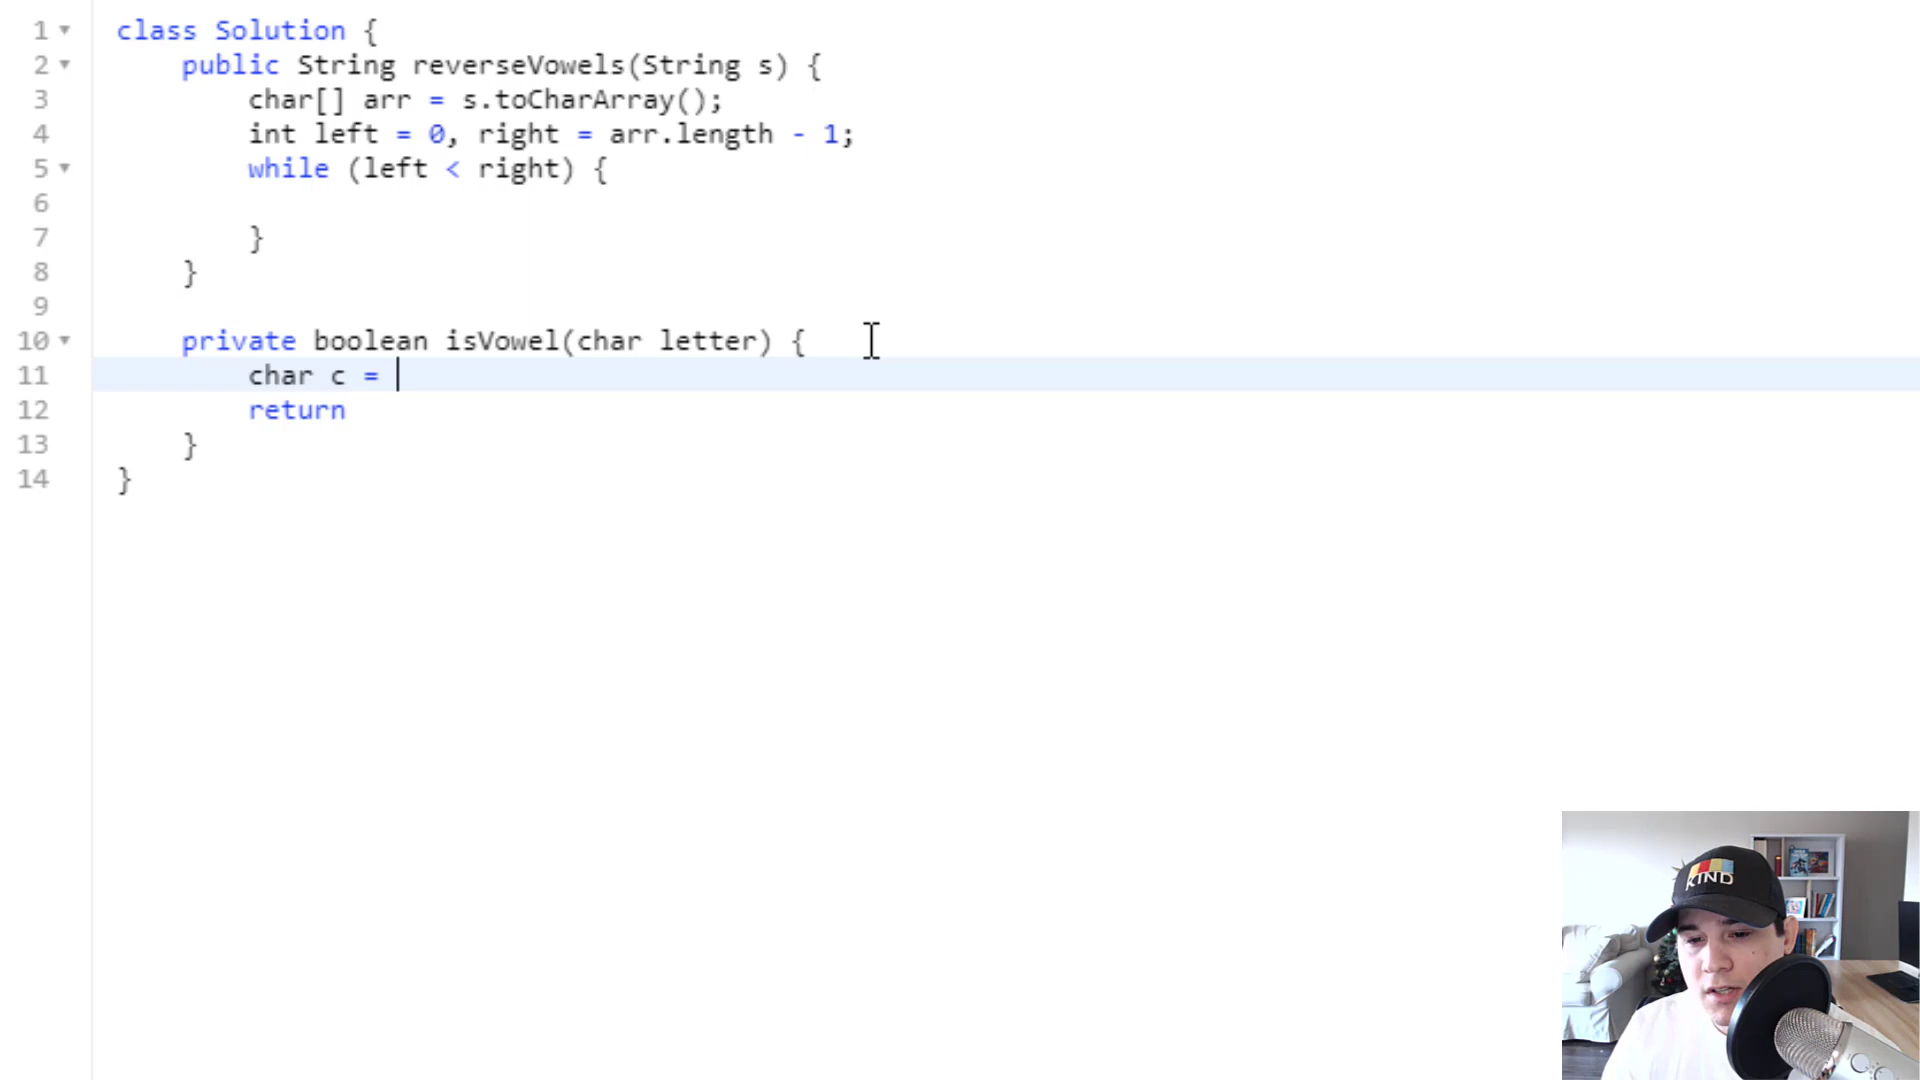 1 class Solution {
2 public String reverseVowels(String s) {
3 char[] arr = s.toCharArray();
4 int left = 0, right = arr.length - 1;
5 while (left < right) {
6
7 }
8 }
9
10 private boolean isVowel(char letter) {
11 char c =
12 return
13 }
14 }
KIND